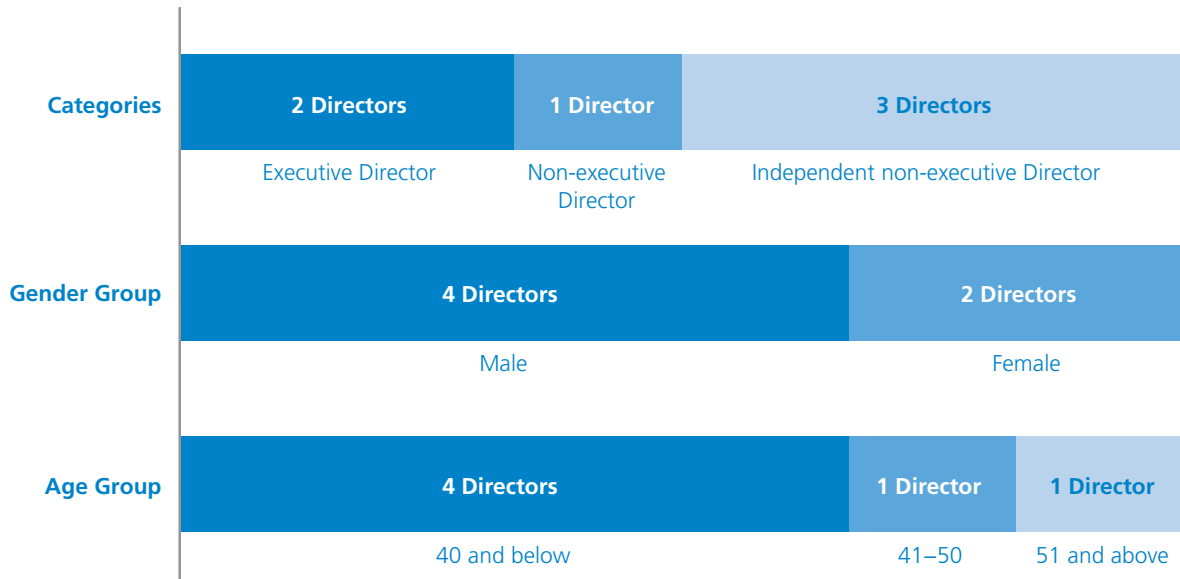 Categories
2 Directors
1 Director
3 Directors
Executive Director
Non-executive
Director
Independent non-executive Director
Gender Group
4 Directors
2 Directors
Male
Female
Age Group
4 Directors
1 Director
1 Director
40 and below
41–50
51 and above